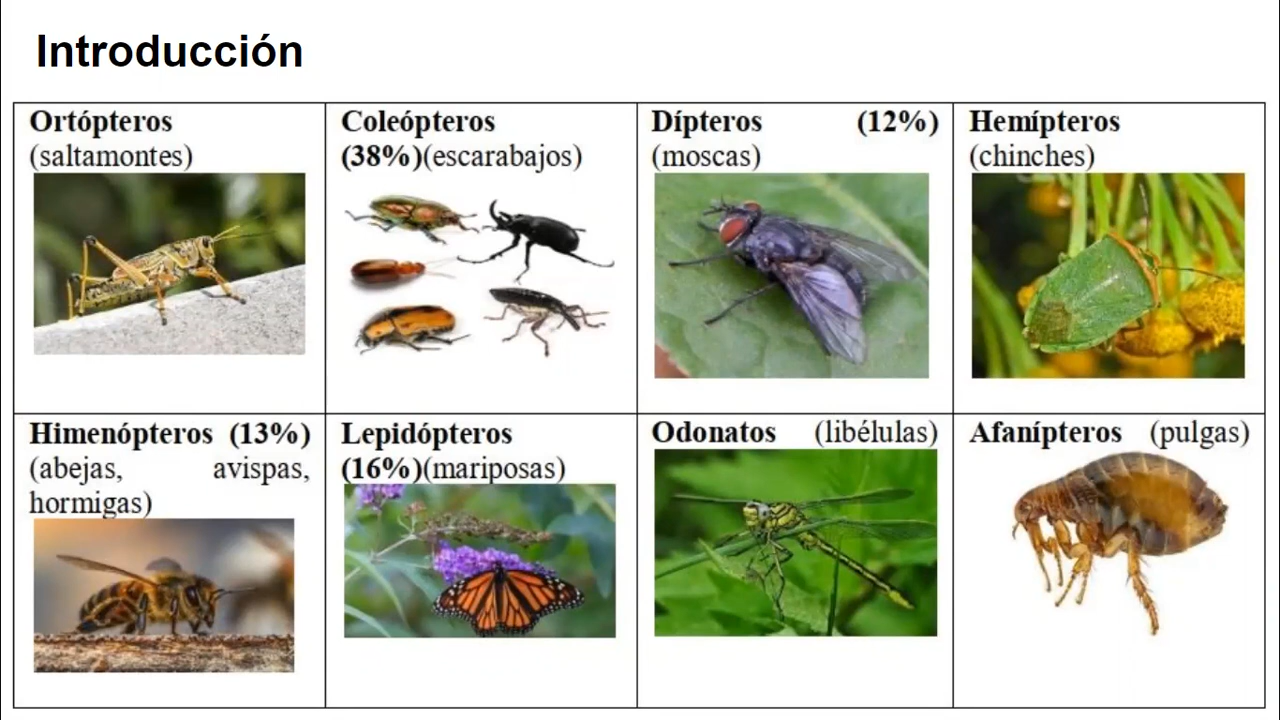 Introducción
Ortópteros
(saltamontes)
Coleópteros
(38%)(escarabajos)
Dípteros (12%)
(moscas)
Hemípteros
(chinches)
Himenópteros (13%)
(abejas, avispas,
hormigas)
Lepidópteros
(16%)(mariposas)
Odonatos (libélulas)
Afanípteros (pulgas)